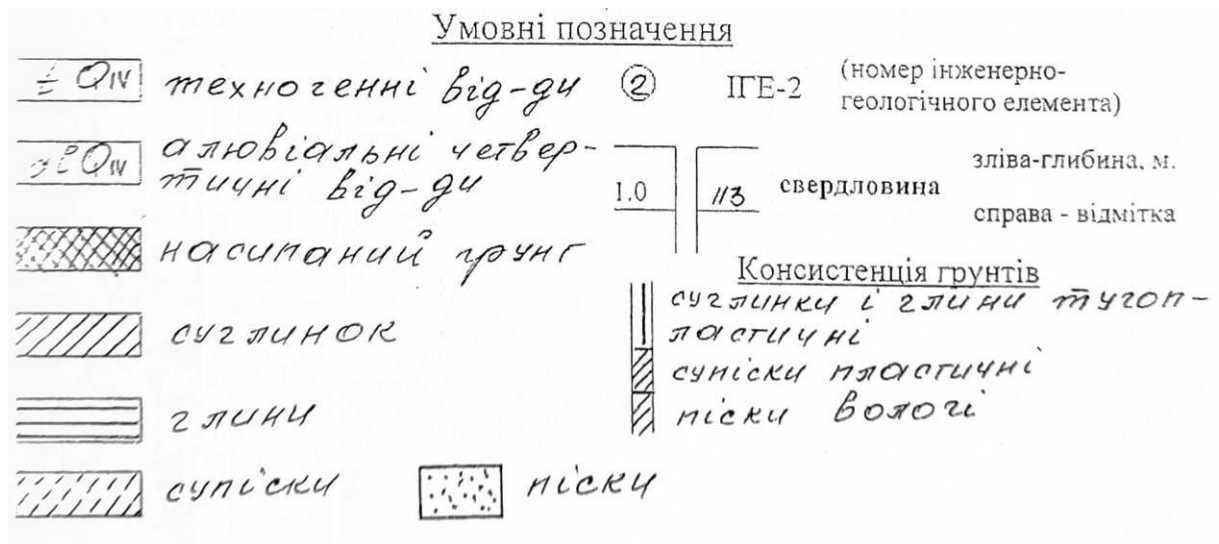 Умовні позначення
t QIV техногенні від-ди
② ІГЕ-2 (номер інженерно-
геологічного елемента)
QIV алювіальні четвер-
тичні від-ди
1.0 113 свердловина
зліва-глибина, м.
справа - відмітка
насипаний грунт
суглинок
глини
супіски
піски
Консистенція грунтів
суглинки і глини тугоп-
ластичні
супіски пластичні
піски вологі